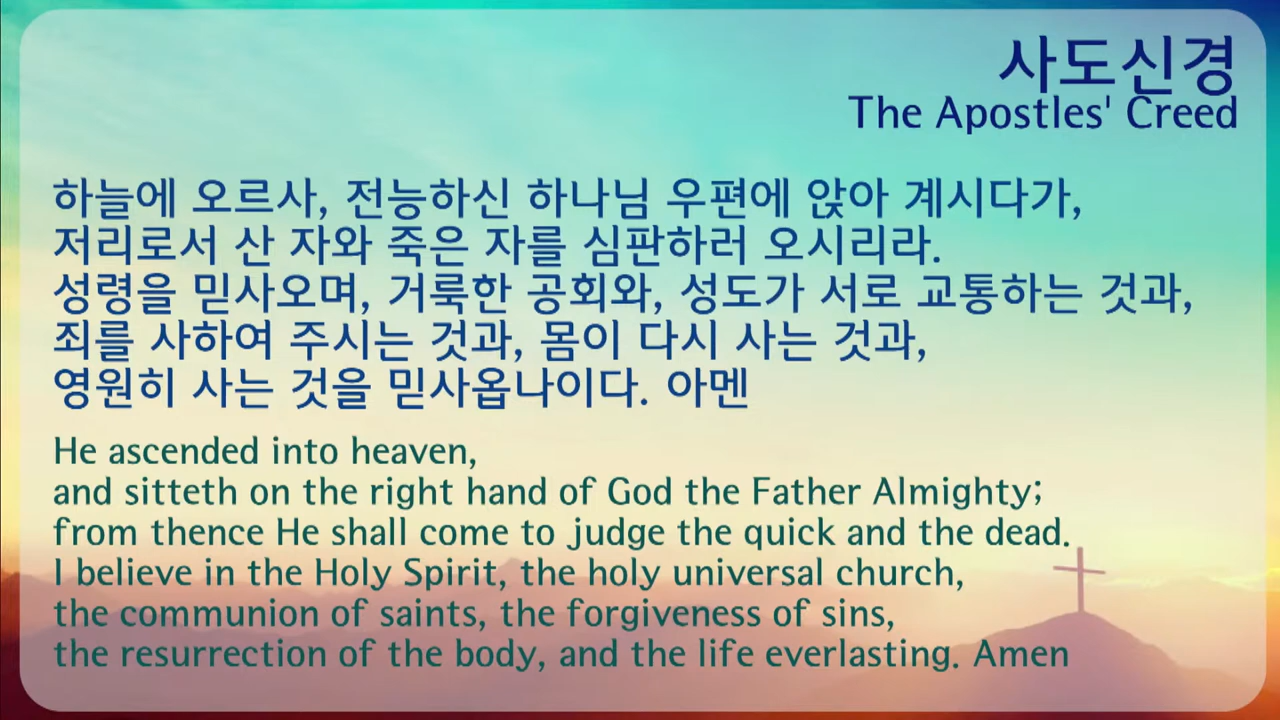 사도신경
The Apostles' Creed
하늘에 오르사, 전능하신 하나님 우편에 앉아 계시다가,
저리로서 산 자와 죽은 자를 심판하러 오시리라.
성령을 믿사오며, 거룩한 공회와, 성도가 서로 교통하는 것과,
죄를 사하여 주시는 것과, 몸이 다시 사는 것과,
영원히 사는 것을 믿사옵나이다. 아멘
He ascended into heaven,
and sitteth on the right hand of God the Father Almighty;
from thence He shall come to judge the quick and the dead.
I believe in the Holy Spirit, the holy universal church,
the communion of saints, the forgiveness of sins,
the resurrection of the body, and the life everlasting. Amen